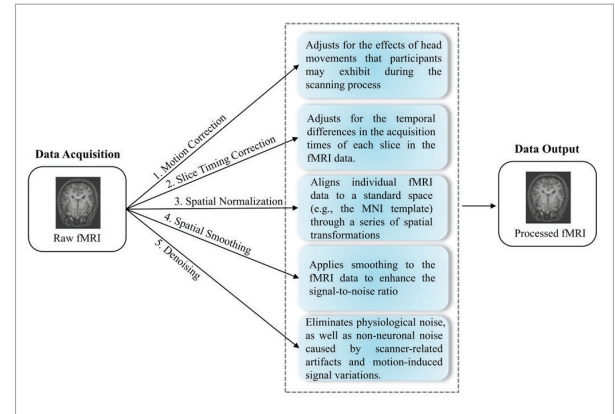 Data Acquisition
Raw fMRI
1. Motion Correction
2. Slice Timing Correction
3. Spatial Normalization
4. Spatial Smoothing
5. Denoising
Adjusts for the effects of head
movements that participants
may exhibit during the
scanning process
Adjusts for the temporal
differences in the acquisition
times of each slice in the
fMRI data.
Aligns individual fMRI
data to a standard space
(e.g., the MNI template)
through a series of spatial
transformations
Applies smoothing to the
fMRI data to enhance the
signal-to-noise ratio
Eliminates physiological noise,
as well as non-neuronal noise
caused by scanner-related
artifacts and motion-induced
signal variations.
Data Output
Processed fMRI